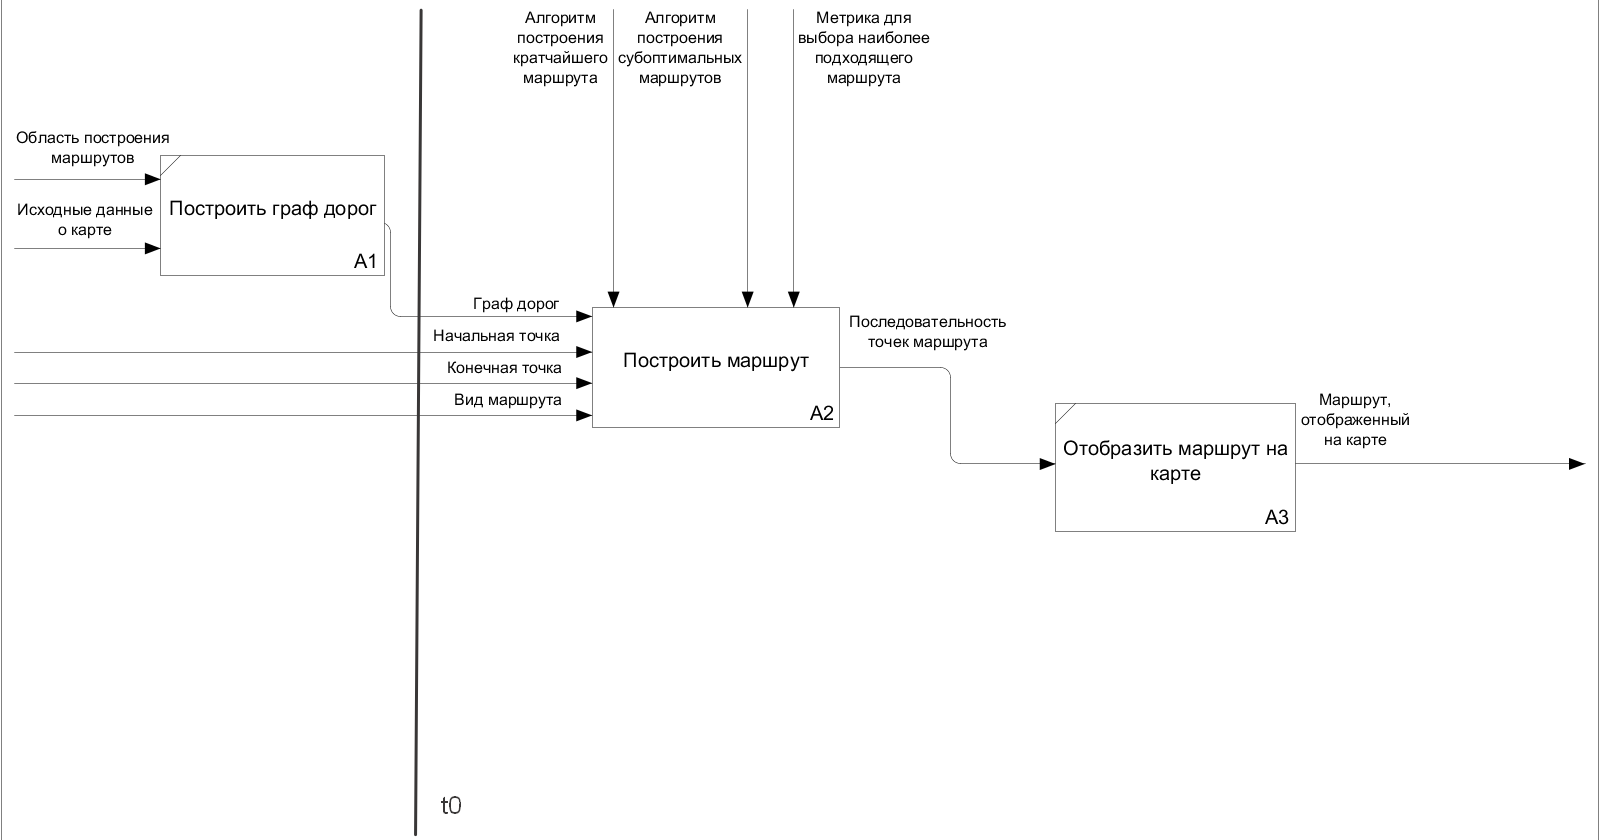 Алгоритм
построения
кратчайшего
маршрута
Алгоритм
построения
субоптимальных
маршрутов
Метрика для
выбора наиболее
подходящего
маршрута
Область построения
маршрутов
Исходные данные
о карте
Построить граф дорог
A1
Граф дорог
Начальная точка
Конечная точка
Вид маршрута
Построить маршрут
A2
Последовательность
точек маршрута
Отобразить маршрут на
карте
A3
Маршрут,
отображенный
на карте
t0